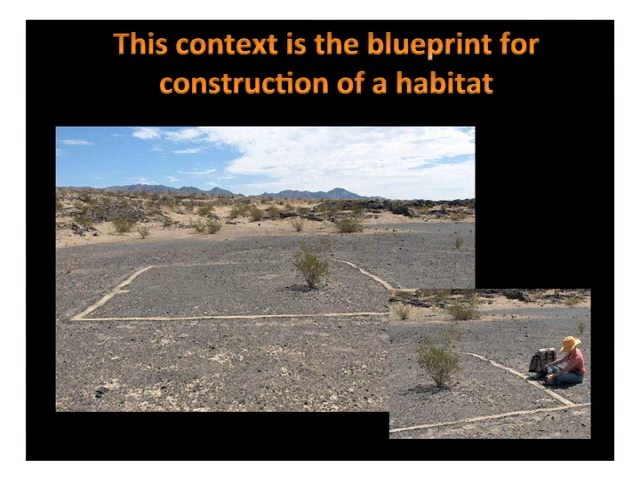 This context is the blueprint for
construction of a habitat